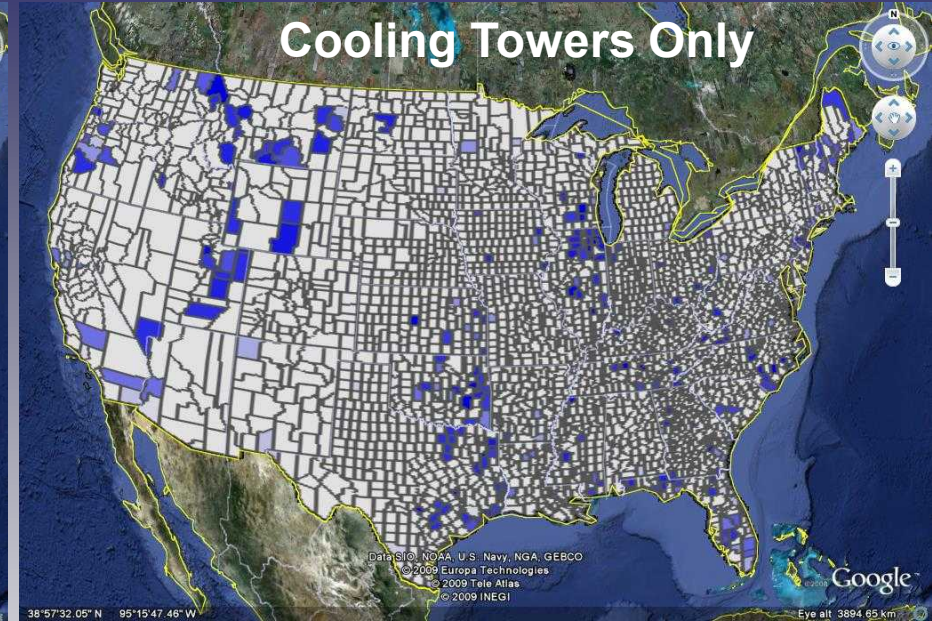 Cooling Towers Only
N
Data SIO, NOAA, U.S. Navy, NGA, GEBCO
© 2009 Europa Technologies
© 2009 Tele Atlas
© 2009 INEGI
©2008 Google
38°57'32.05" N 95°15'47.46" W
Eye alt 3894.65 km